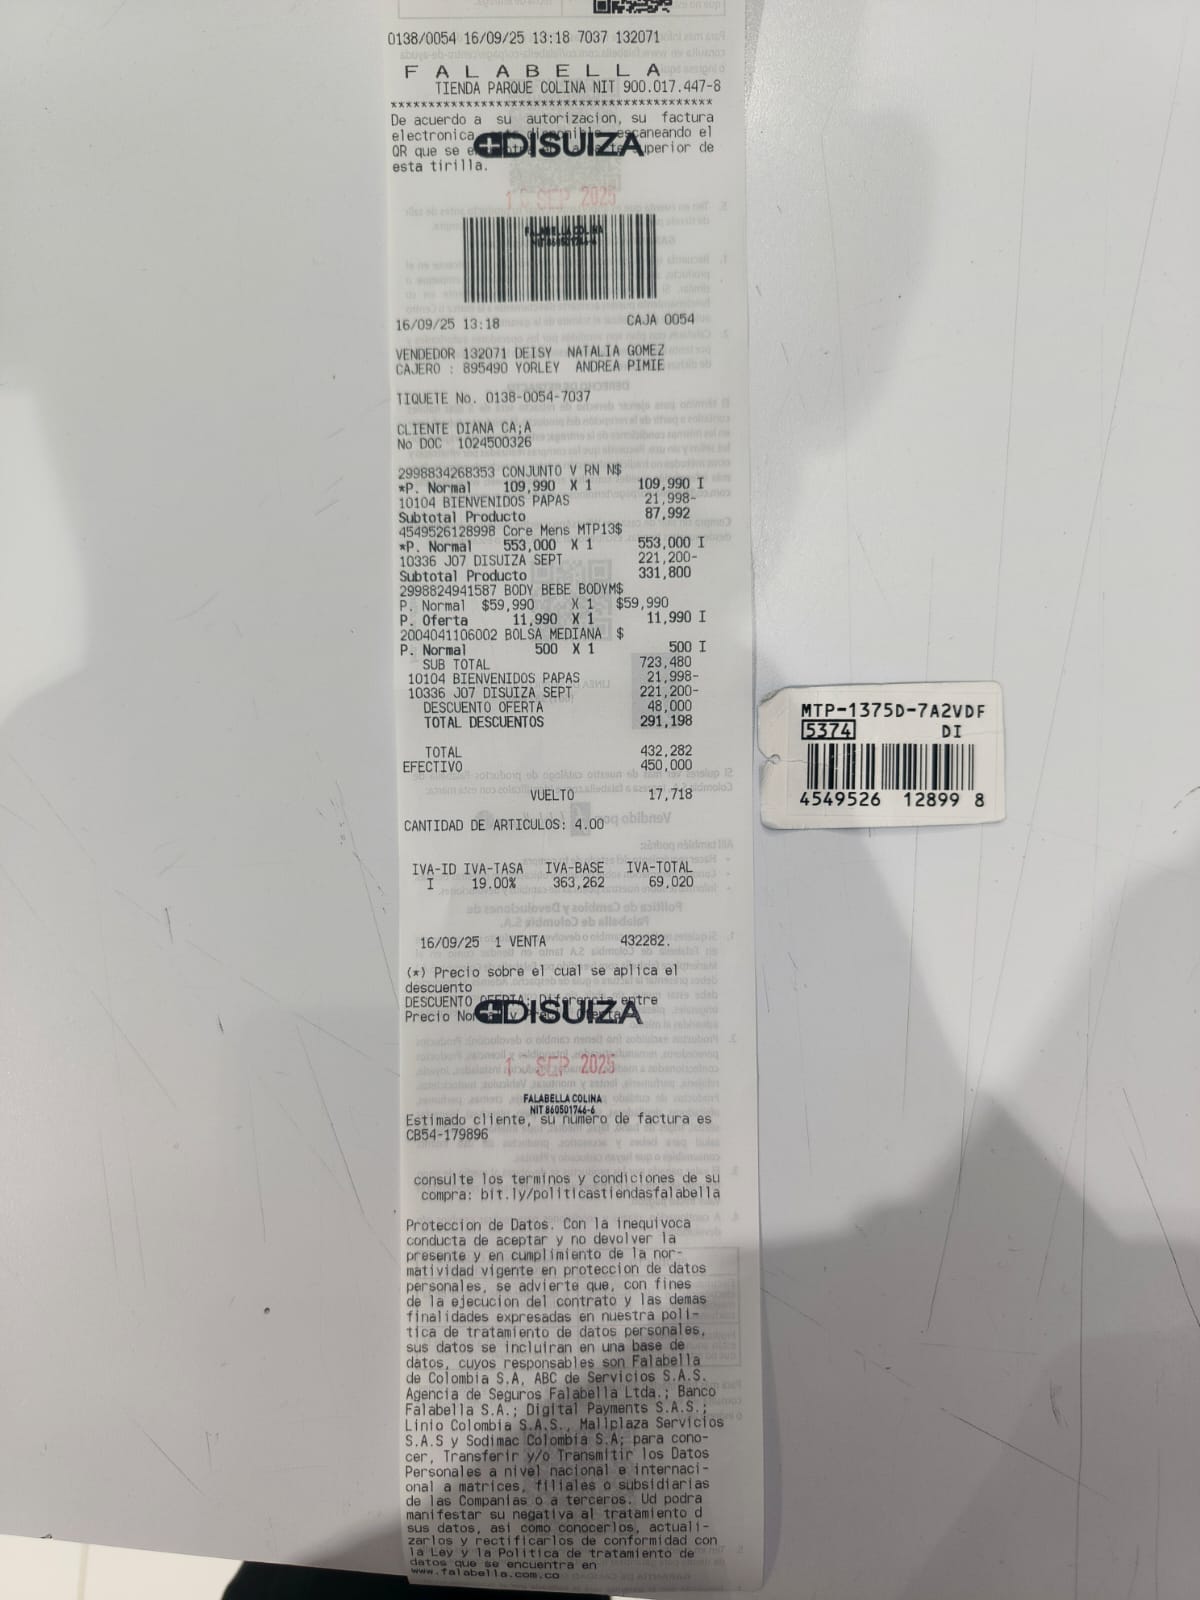 0138/0054 16/09/25 13:18 7037 132071
FALABELLA
TIENDA PARQUE COLINA NIT 900.017.447-8
******************************************
De acuerdo a su autorizacion, su factura
electronica escaneando el
QR que se superior de
esta tirilla.
DISUIZA
SEP 2025
FALABELLA COLINA
NIT 860501746-6
16/09/25 13:18 CAJA 0054
VENDEDOR 132071 DEISY NATALIA GOMEZ
CAJERO : 895490 YORLEY ANDREA PIMIE
TIQUETE No. 0138-0054-7037
CLIENTE DIANA CA;A
No DOC 1024500326
2998834268353 CONJUNTO V RN N$
*P. Normal 109,990 X 1 109,990 I
10104 BIENVENIDOS PAPAS 21,998-
Subtotal Producto 87,992
4549526128998 Core Mens MTP13$
*P. Normal 553,000 X 1 553,000 I
10336 J07 DISUIZA SEPT 221,200-
Subtotal Producto 331,800
2998824941587 BODY BEBE BODYM$
P. Normal $59,990 X 1 $59,990
P. Oferta 11,990 X 1 11,990 I
2004041106002 BOLSA MEDIANA $
P. Normal 500 X 1 500 I
SUB TOTAL 723,480
10104 BIENVENIDOS PAPAS 21,998-
10336 J07 DISUIZA SEPT 221,200-
DESCUENTO OFERTA 48,000
TOTAL DESCUENTOS 291,198
TOTAL 432,282
EFECTIVO 450,000
VUELTO 17,718
CANTIDAD DE ARTICULOS: 4.00
IVA-ID IVA-TASA IVA-BASE IVA-TOTAL
I 19.00% 363,262 69,020
16/09/25 1 VENTA 432282.
(*) Precio sobre el cual se aplica el
descuento
DESCUENTO OFERTA: Diferencia entre
Precio Normal y Precio Oferta
DISUIZA
SEP 2025
FALABELLA COLINA
NIT 860501746-6
Estimado cliente, su numero de factura es
CB54-179896
consulte los terminos y condiciones de su
compra: bit.ly/politicastiendasfalabella
Proteccion de Datos. Con la inequivoca
conducta de aceptar y no devolver la
presente y en cumplimiento de la nor-
matividad vigente en proteccion de datos
personales, se advierte que, con fines
de la ejecucion del contrato y las demas
finalidades expresadas en nuestra poli-
tica de tratamiento de datos personales,
sus datos se incluiran en una base de
datos, cuyos responsables son Falabella
de Colombia S.A, ABC de Servicios S.A.S.
Agencia de Seguros Falabella Ltda.; Banco
Falabella S.A.; Digital Payments S.A.S.;
Linio Colombia S.A.S., Mallplaza Servicios
S.A.S y Sodimac Colombia S.A; para cono-
cer, Transferir y/o Transmitir los Datos
Personales a nivel nacional e internaci-
onal a matrices, filiales o subsidiarias
de las Companias o a terceros. Ud podra
manifestar su negativa al tratamiento d
sus datos, asi como conocerlos, actuali-
zarlos y rectificarlos de conformidad con
la Ley y la Politica de tratamiento de
datos que se encuentra en
www.falabella.com.co
MTP-1375D-7A2VDF
5374 DI
4549526 12899 8